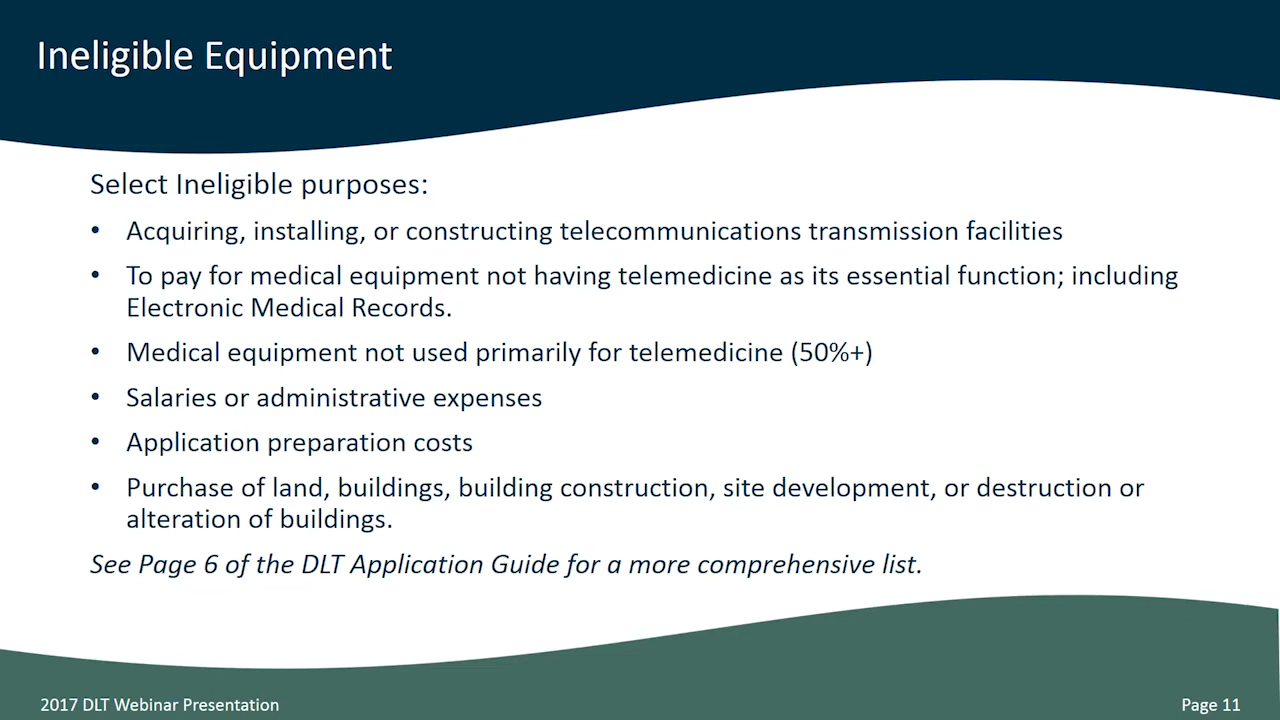 Ineligible Equipment
Select Ineligible purposes:
• Acquiring, installing, or constructing telecommunications transmission facilities
• To pay for medical equipment not having telemedicine as its essential function; including
Electronic Medical Records.
• Medical equipment not used primarily for telemedicine (50%+)
• Salaries or administrative expenses
• Application preparation costs
• Purchase of land, buildings, building construction, site development, or destruction or
alteration of buildings.
See Page 6 of the DLT Application Guide for a more comprehensive list.
2017 DLT Webinar Presentation
Page 11